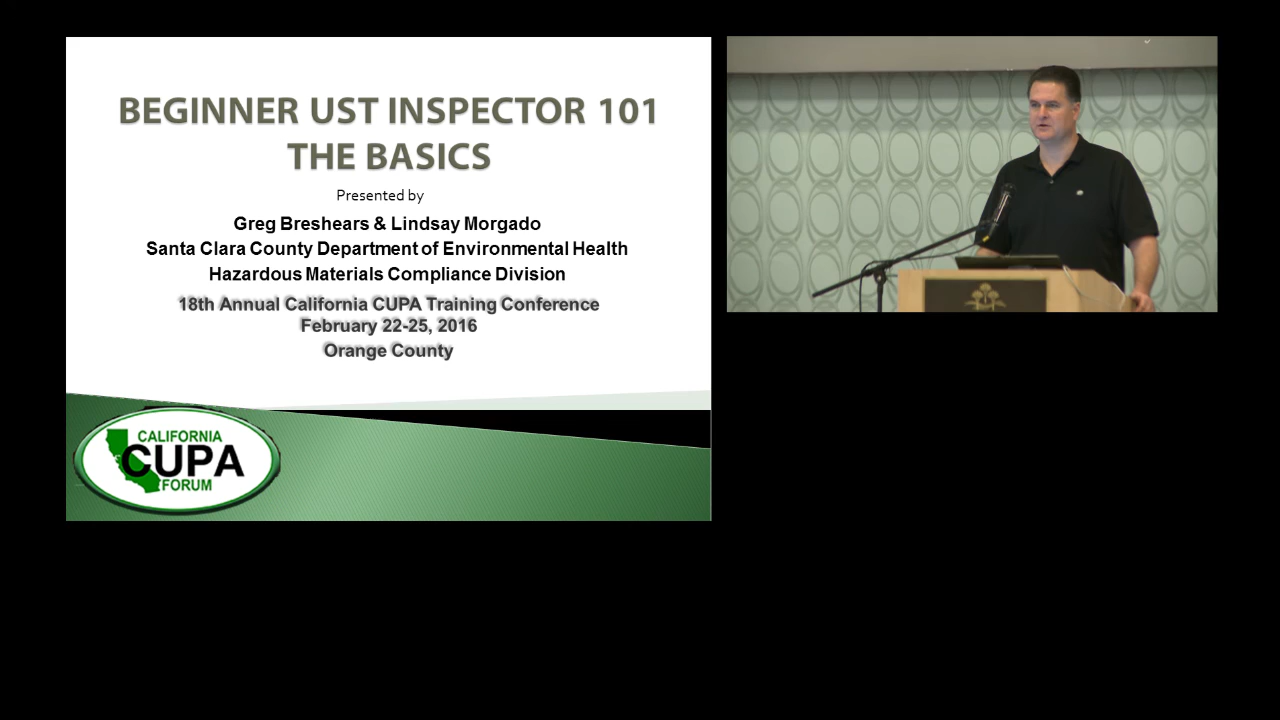 BEGINNER UST INSPECTOR 101
THE BASICS
Presented by
Greg Breshears & Lindsay Morgado
Santa Clara County Department of Environmental Health
Hazardous Materials Compliance Division
18th Annual California CUPA Training Conference
February 22-25, 2016
Orange County
CALIFORNIA
CUPA
FORUM